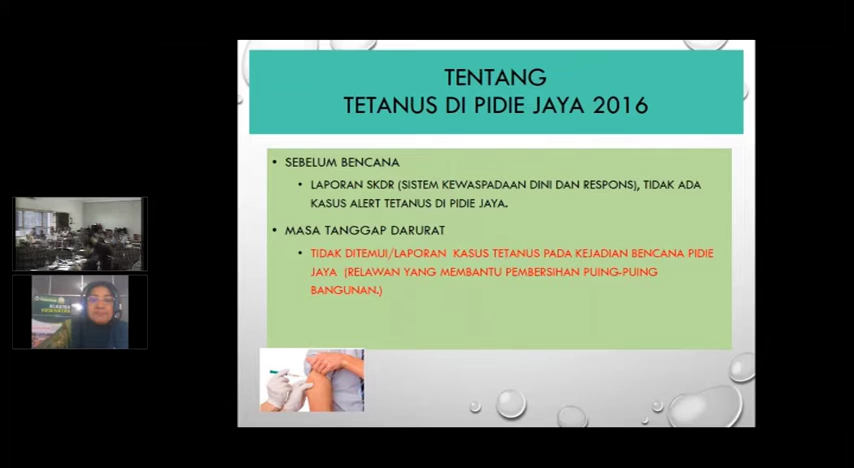 TENTANG
TETANUS DI PIDIE JAYA 2016
• SEBELUM BENCANA
• LAPORAN SKDR (SISTEM KEWASPADAAN DINI DAN RESPONS), TIDAK ADA
KASUS ALERT TETANUS DI PIDIE JAYA.
• MASA TANGGAP DARURAT
• TIDAK DITEMUI/LAPORAN KASUS TETANUS PADA KEJADIAN BENCANA PIDIE
JAYA (RELAWAN YANG MEMBANTU PEMBERSIHAN PUING-PUING
BANGUNAN.)